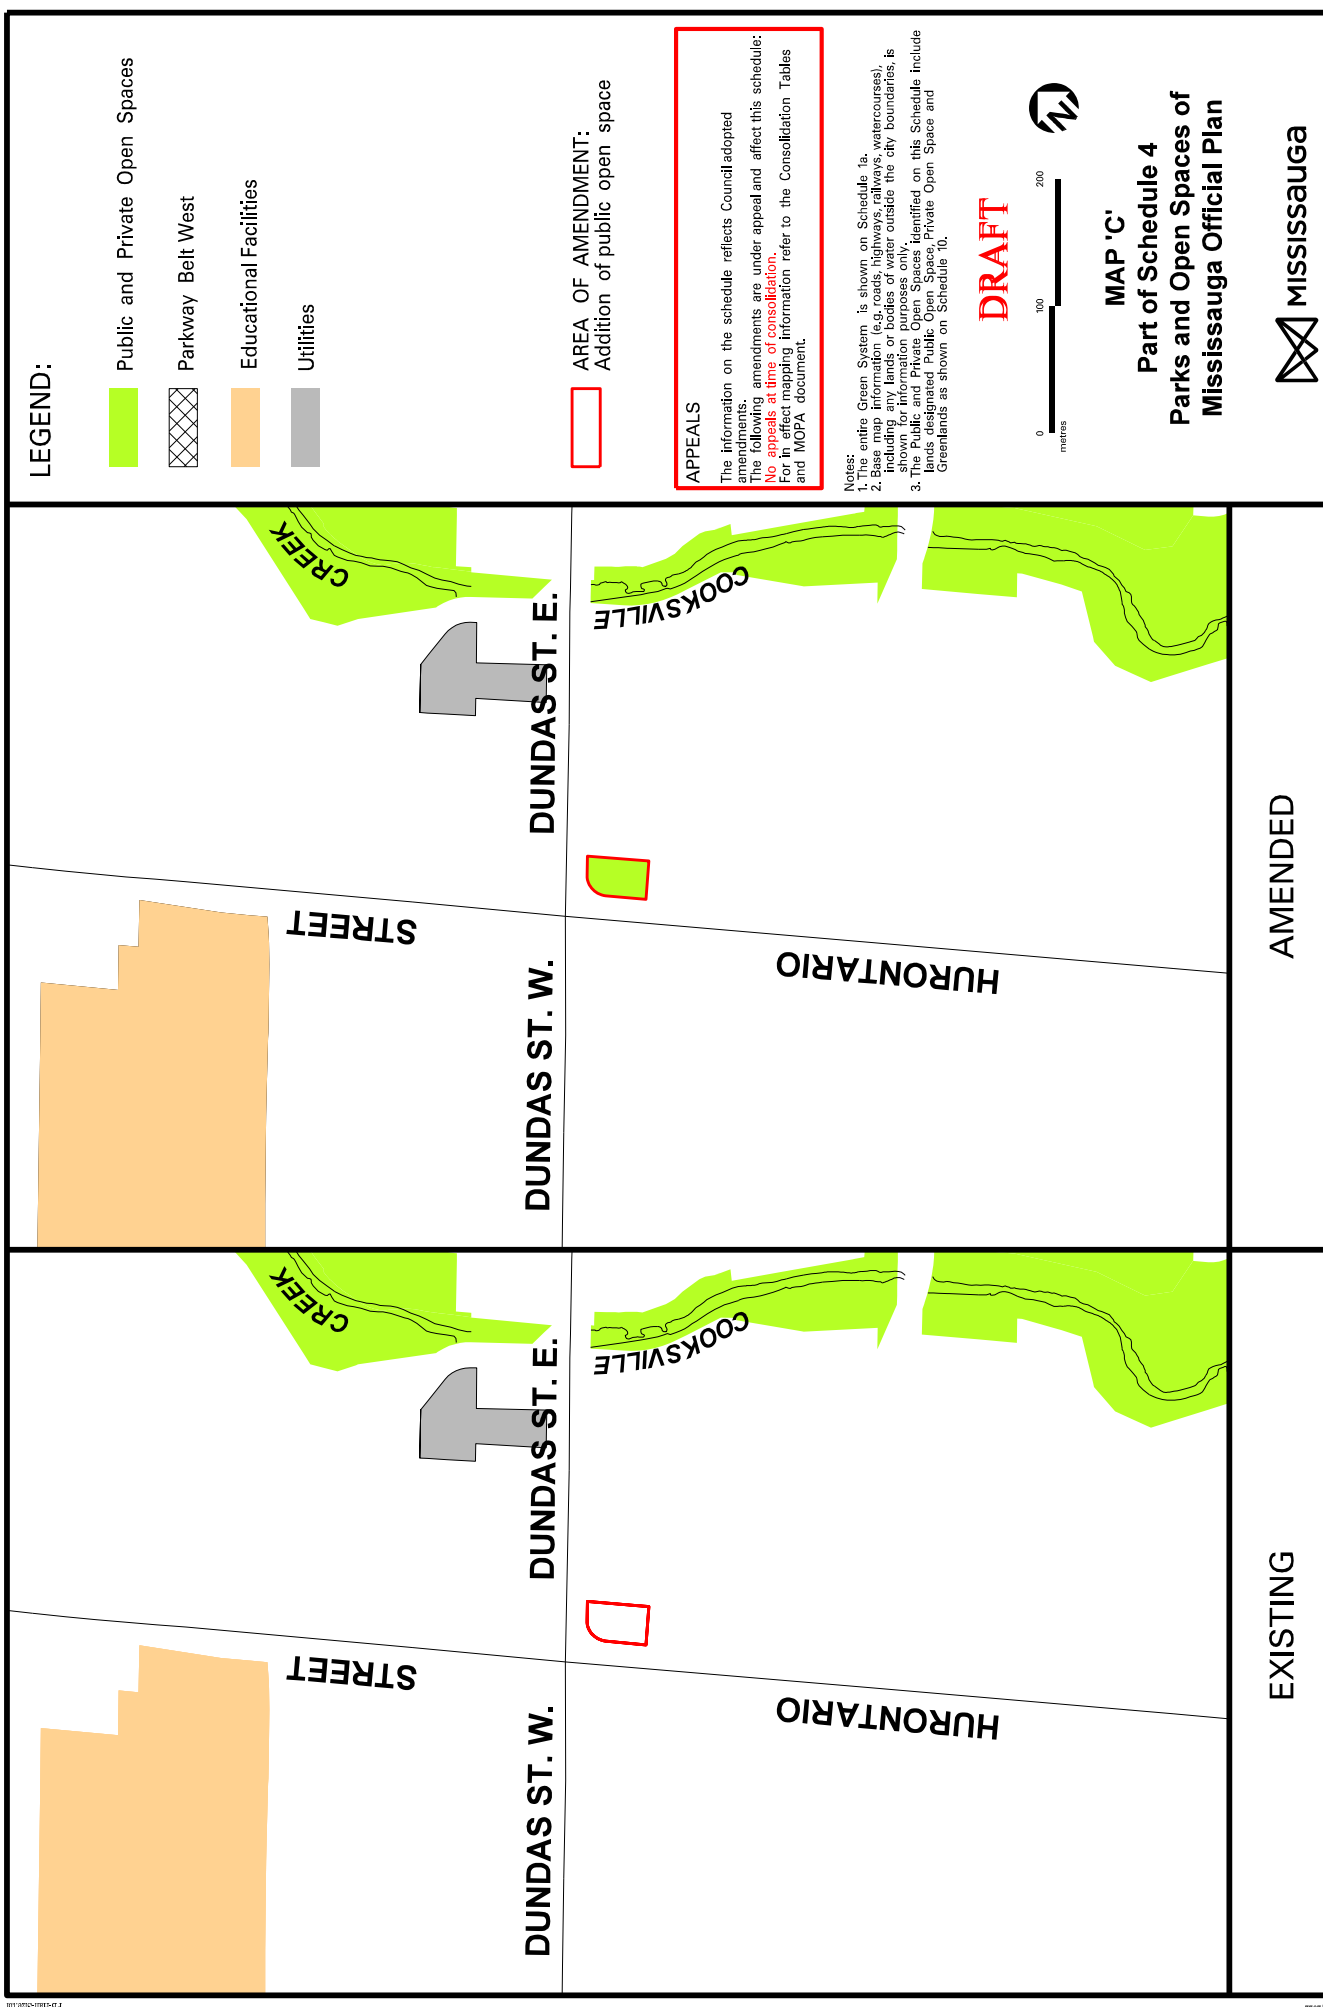 LEGEND:
Public and Private Open Spaces
Parkway Belt West
Educational Facilities
Utilities
AREA OF AMENDMENT:
Addition of public open space
APPEALS
The information on the schedule reflects Council adopted
amendments.
The following amendments are under appeal and affect this schedule:
No appeals at time of consolidation.
For in effect mapping information refer to the Consolidation Tables
and MOPA document.
Notes:
1. The entire Green System is shown on Schedule 1a.
2. Base map information (e.g. roads, highways, railways, watercourses),
including any lands or bodies of water outside the city boundaries, is
shown for information purposes only.
3. The Public and Private Open Spaces identified on this Schedule include
lands designated Public Open Space, Private Open Space and
Greenlands as shown on Schedule 10.
DRAFT
0 100 200
metres
MAP 'C'
Part of Schedule 4
Parks and Open Spaces of
Mississauga Official Plan
MISSISSAUGA
CREEK
DUNDAS ST. E.
COOKSVILLE
STREET
DUNDAS ST. W.
HURONTARIO
AMENDED
CREEK
DUNDAS ST. E.
COOKSVILLE
STREET
DUNDAS ST. W.
HURONTARIO
EXISTING